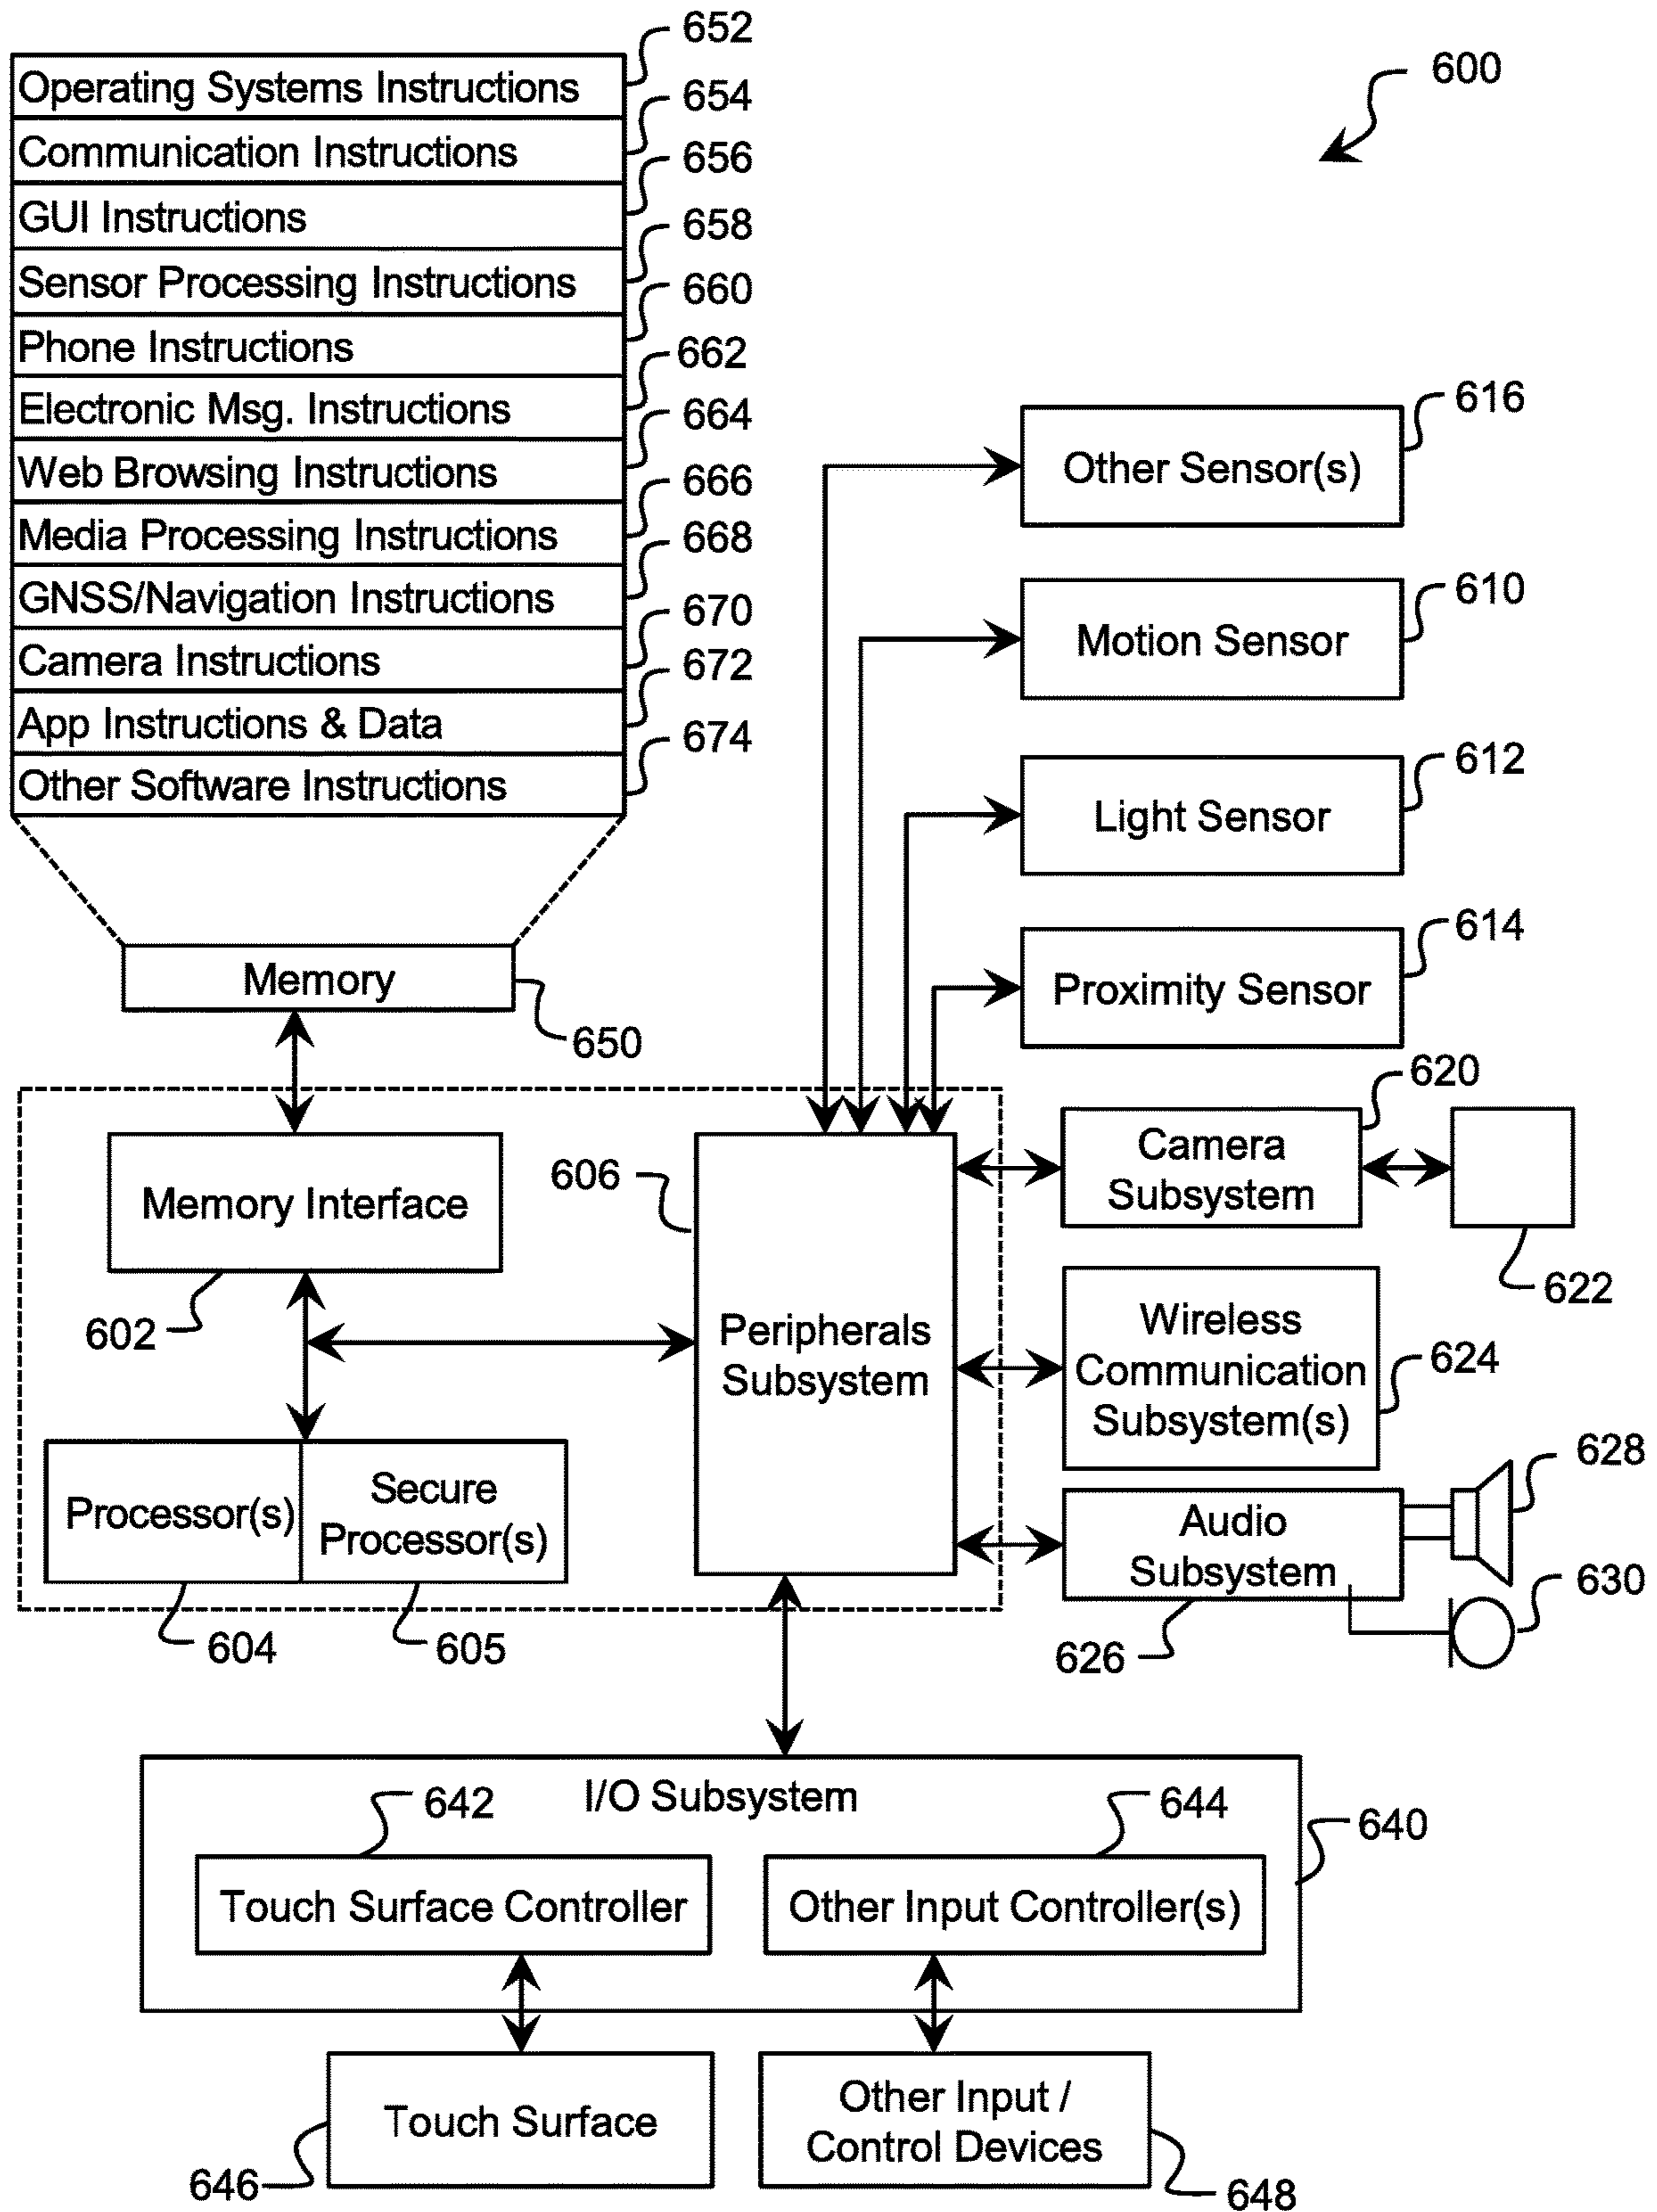 652
600
Operating Systems Instructions
654
Communication Instructions
656
GUI Instructions
658
Sensor Processing Instructions
660
Phone Instructions
662
Electronic Msg. Instructions
664
Web Browsing Instructions
666
Media Processing Instructions
668
GNSS/Navigation Instructions
670
Camera Instructions
672
App Instructions & Data
674
Other Software Instructions
616
Other Sensor(s)
610
Motion Sensor
612
Light Sensor
614
Proximity Sensor
Memory
650
620
Camera
Subsystem
622
Memory Interface
602
606
Peripherals
Subsystem
Wireless
Communication
Subsystem(s)
624
Processor(s)
Secure
Processor(s)
604
605
Audio
Subsystem
628
630
626
I/O Subsystem
642
644
640
Touch Surface Controller
Other Input Controller(s)
Touch Surface
646
Other Input /
Control Devices
648